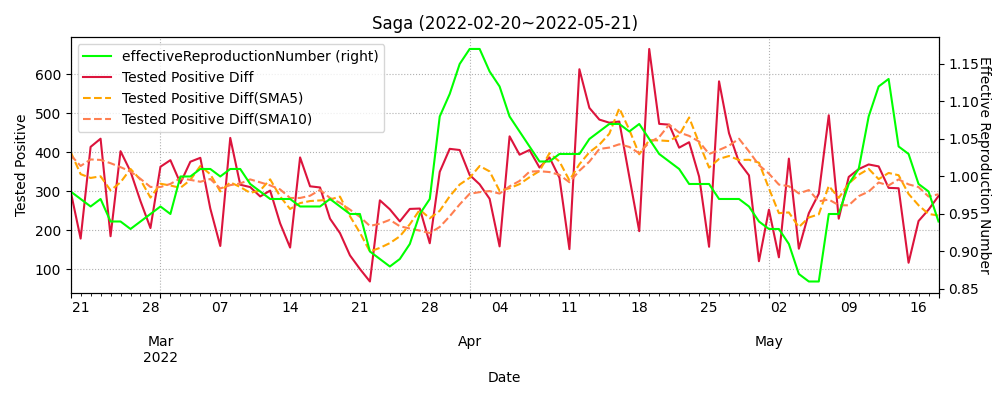 Saga (2022-02-20~2022-05-21)
effectiveReproductionNumber (right)
Tested Positive Diff
Tested Positive Diff(SMA5)
Tested Positive Diff(SMA10)
Tested Positive
600
500
400
300
200
100
1.15
1.10
1.05
1.00
0.95
0.90
0.85
Effective Reproduction Number
21 28 07 14 21 28 04 11 18 25 02 09 16
Mar Apr May
2022
Date